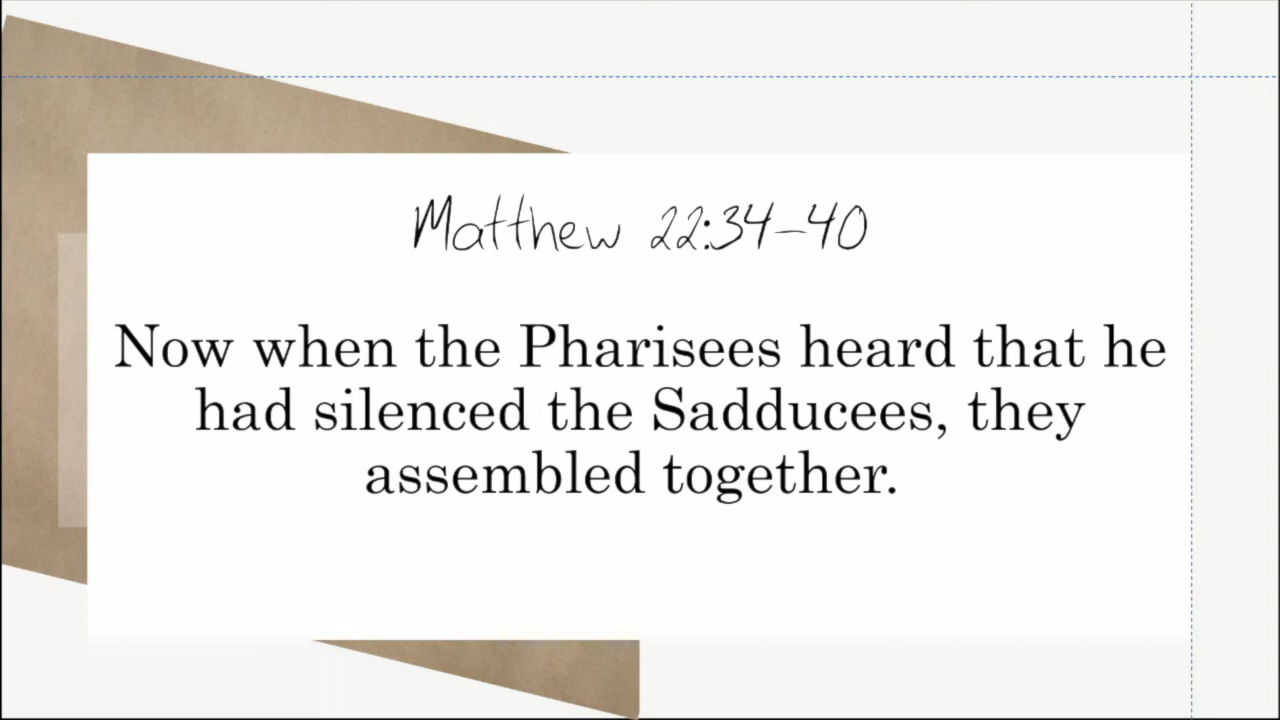 Matthew 22:34–40
Now when the Pharisees heard that he
had silenced the Sadducees, they
assembled together.